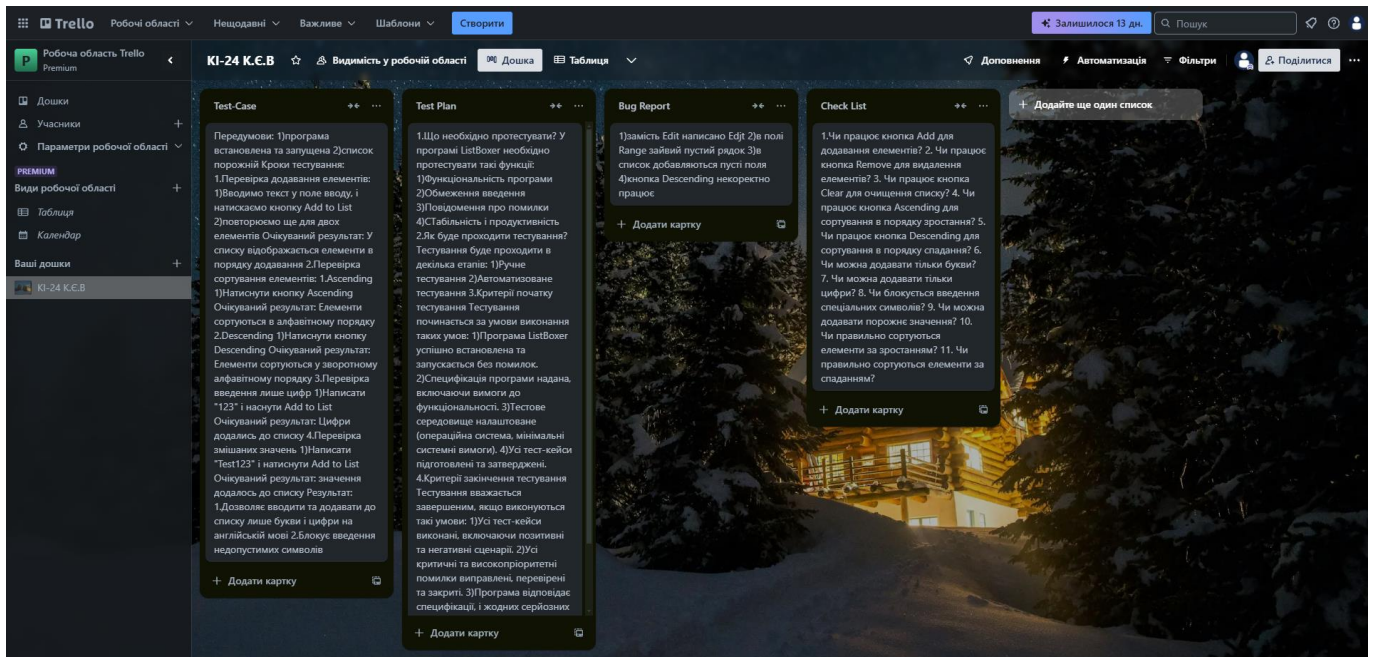 Trello
Робочі області
Нещодавні
Важливе
Шаблони
Створити
Залишилося 13 дн.
Пошук
P
Робоча область Trello
Premium
KI-24 К.Є.В
Видимість у робочій області
Дошка
Таблиця
Доповнення
Автоматизація
Фільтри
Поділитися
Дошки
Учасники
Параметри робочої області
PREMIUM
Види робочої області
Таблиця
Календар
Ваші дошки
KI-24 К.Є.В
Test-Case
Передумови: 1)програма
встановлена та запущена 2)список
порожній Кроки тестування:
1.Перевірка додавання елементів:
1)Вводимо текст у поле вводу, і
натискаємо кнопку Add to List
2)повторюємо ще для двох
елементів Очікуваний результат: У
списку відображається елементи в
порядку додавання 2.Перевірка
сортування елементів: 1.Ascending
1)Натиснути кнопку Ascending
Очікуваний результат: Елементи
сортуються в алфавітному порядку
2.Descending 1)Натиснути кнопку
Descending Очікуваний результат:
Елементи сортуються у зворотному
алфавітному порядку 3.Перевірка
введення лише цифр 1)Написати
"123" і наснути Add to List
Очікуваний результат: Цифри
додались до списку 4.Перевірка
змішаних значень 1)Написати
"Test123" і натиснути Add to List
Очікуваний результат: значення
додалось до списку Результат:
1.Дозволяє вводити та додавати до
списку лише букви і цифри на
англійській мові 2.Блокує введення
недопустимих символів
Додати картку
Test Plan
1.Що необхідно протестувати? У
програмі ListBoxer необхідно
протестувати такі функції:
1)Функціональність програми
2)Обмеження введення
3)Повідомлення про помилки
4)СТабільність і продуктивність
2.Як буде проходити тестування?
Тестування буде проходити в
декілька етапів: 1)Ручне
тестування 2)Автоматизоване
тестування 3.Критерії початку
тестування Тестування
починається за умови виконання
таких умов: 1)Програма ListBoxer
успішно встановлена та
запускається без помилок.
2)Специфікація програми надана,
включаючи вимоги до
функціональності. 3)Тестове
середовище налаштоване
(операційна система, мінімальні
системні вимоги). 4)Усі тест-кейси
підготовлені та затверджені.
4.Критерії закінчення тестування
Тестування вважається
завершеним, якщо виконуються
такі умови: 1)Усі тест-кейси
виконані, включаючи позитивні
та негативні сценарії. 2)Усі
критичні та високопріоритетні
помилки виправлені, перевірені
та закриті. 3)Програма відповідає
специфікації, і жодних серйозних
Додати картку
Bug Report
1)замість Edit написано Edjt 2)в полі
Range зайвий пустий рядок 3)в
список добавляються пусті поля
4)кнопка Descending некоректно
працює
Додати картку
Check List
1.Чи працює кнопка Add для
додавання елементів? 2. Чи працює
кнопка Remove для видалення
елементів? 3. Чи працює кнопка
Clear для очищення списку? 4. Чи
працює кнопка Ascending для
сортування в порядку зростання? 5.
Чи працює кнопка Descending для
сортування в порядку спадання? 6.
Чи можна додавати тільки букви?
7. Чи можна додавати тільки
цифри? 8. Чи блокується введення
спеціальних символів? 9. Чи можна
додавати порожнє значення? 10.
Чи правильно сортуються
елементи за зростанням? 11. Чи
правильно сортуються елементи за
спаданням?
Додати картку
Додайте ще один список